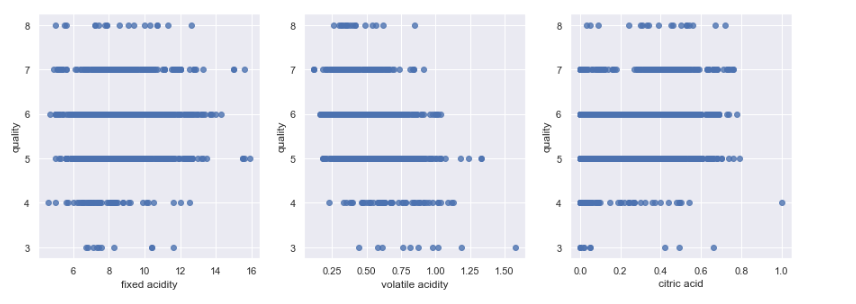 8 8 8
7 7 7
quality 6 quality 6 quality 6
5 5 5
4 4 4
3 3 3
6 8 10 12 14 16 0.25 0.50 0.75 1.00 1.25 1.50 0.0 0.2 0.4 0.6 0.8 1.0
fixed acidity volatile acidity citric acid